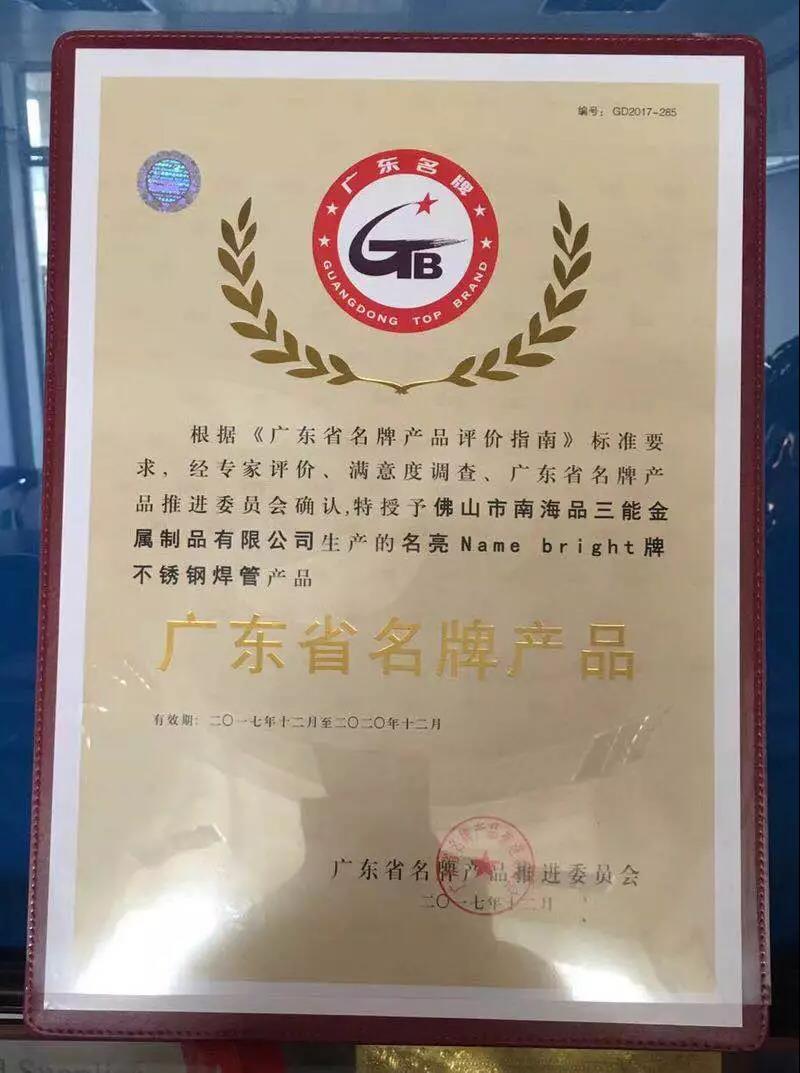 编号：GD2017-285
广东名牌
GTB
GUANGDONG TOP BRAND
根据《广东省名牌产品评价指南》标准要
求，经专家评价、满意度调查、广东省名牌产
品推进委员会确认,特授予佛山市南海品三能金
属制品有限公司生产的名亮Name bright牌
不锈钢焊管产品
广东省名牌产品
有效期：二〇一七年十二月至二〇二〇年十二月
广东省名牌产品推进委员会
二〇一七年十二月